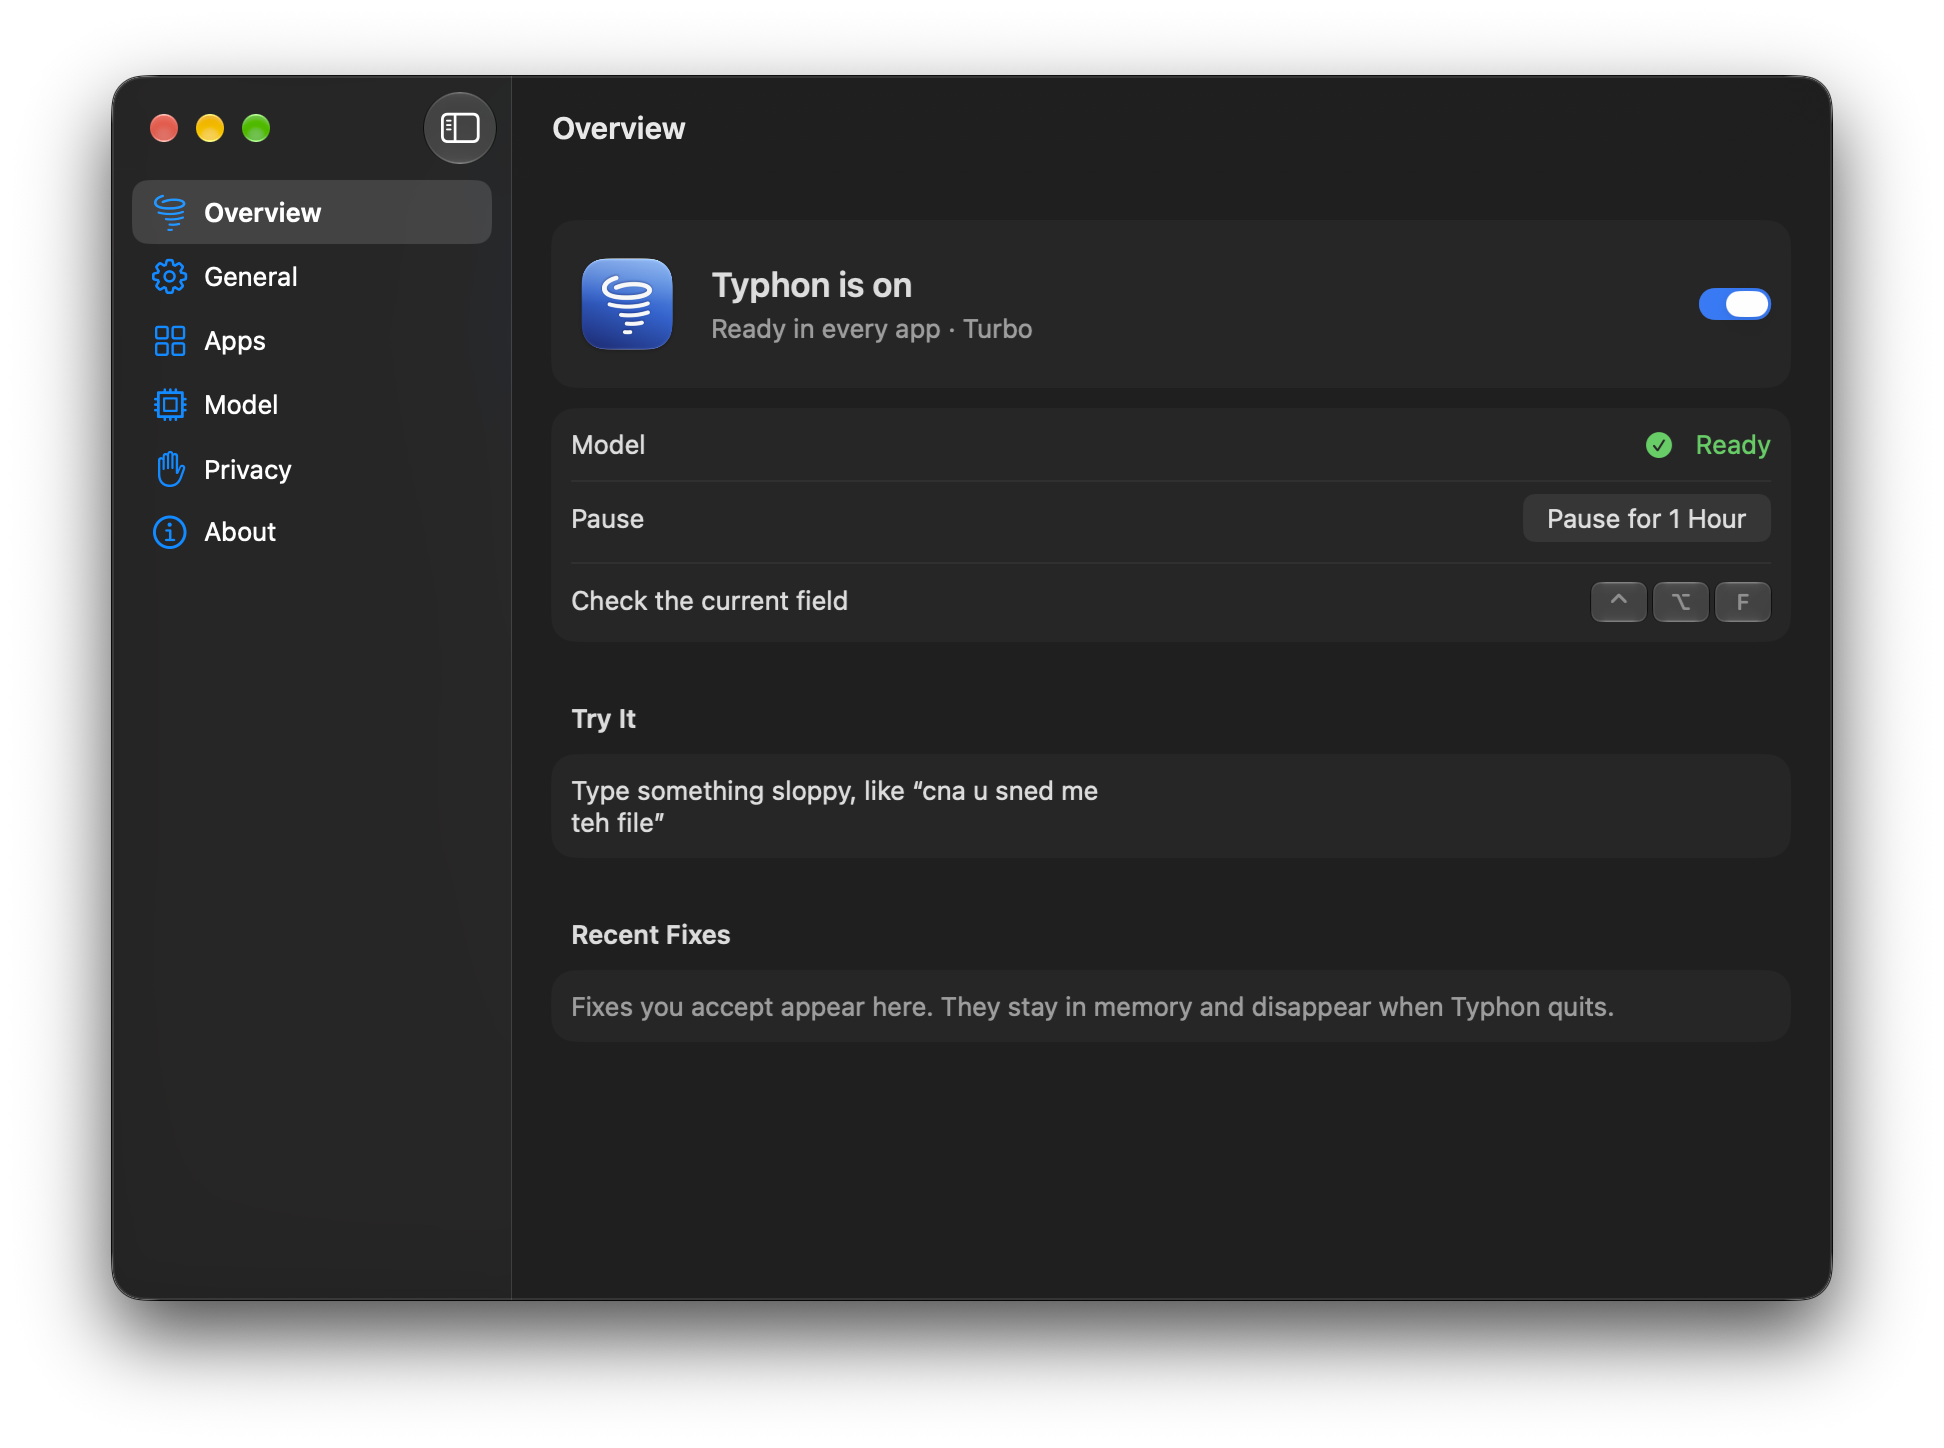 Overview
General
Apps
Model
Privacy
About
Overview
Typhon is on
Ready in every app · Turbo
Model
Ready
Pause
Pause for 1 Hour
Check the current field
^ ⌥ F
Try It
Type something sloppy, like “cna u sned me
teh file”
Recent Fixes
Fixes you accept appear here. They stay in memory and disappear when Typhon quits.